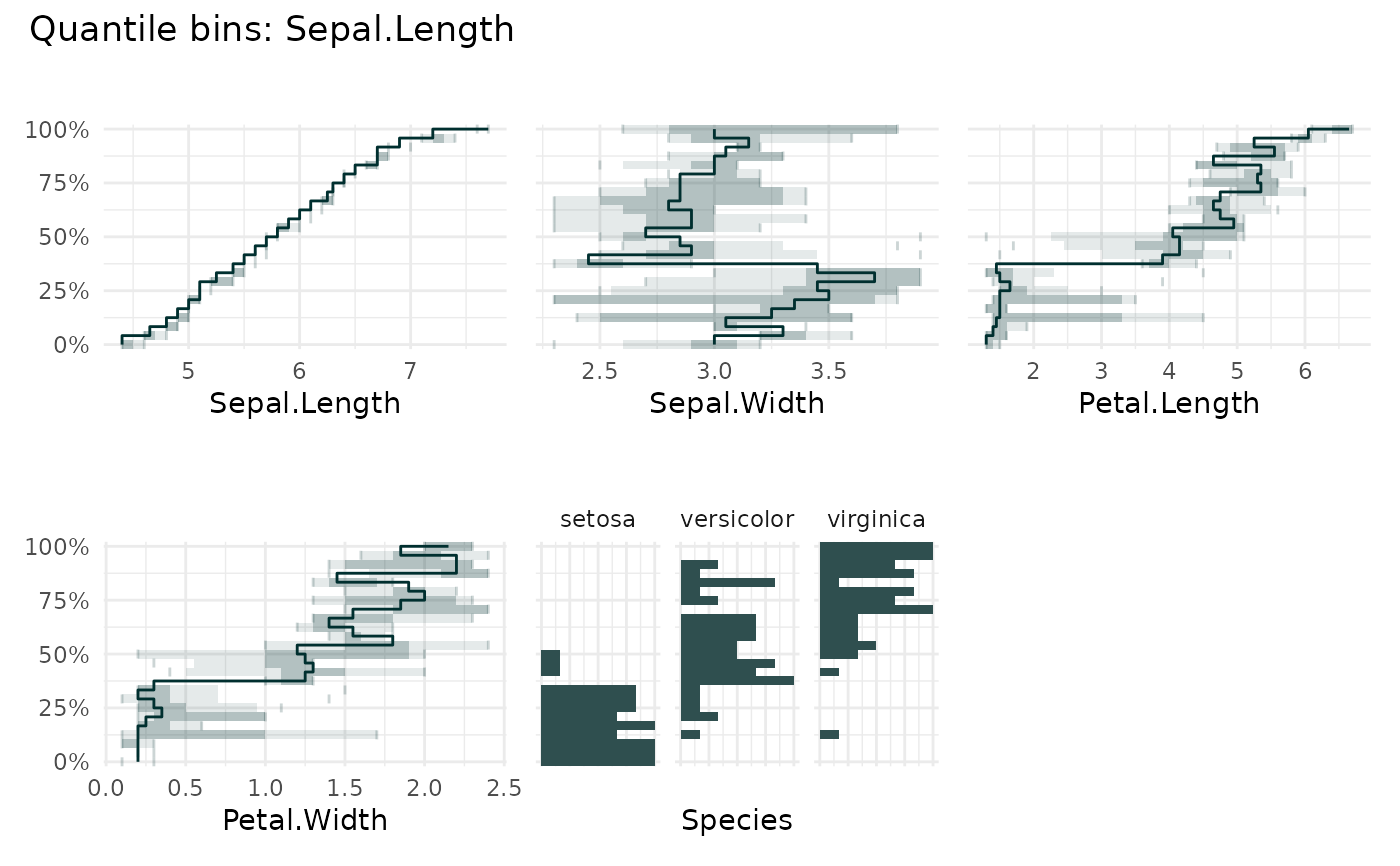 Quantile bins: Sepal.Length
100%
75%
50%
25%
0%
5 6 7
2.5 3.0 3.5
2 3 4 5 6
Sepal.Length
Sepal.Width
Petal.Length
setosa versicolor virginica
100%
75%
50%
25%
0%
0.0 0.5 1.0 1.5 2.0 2.5
Petal.Width
Species